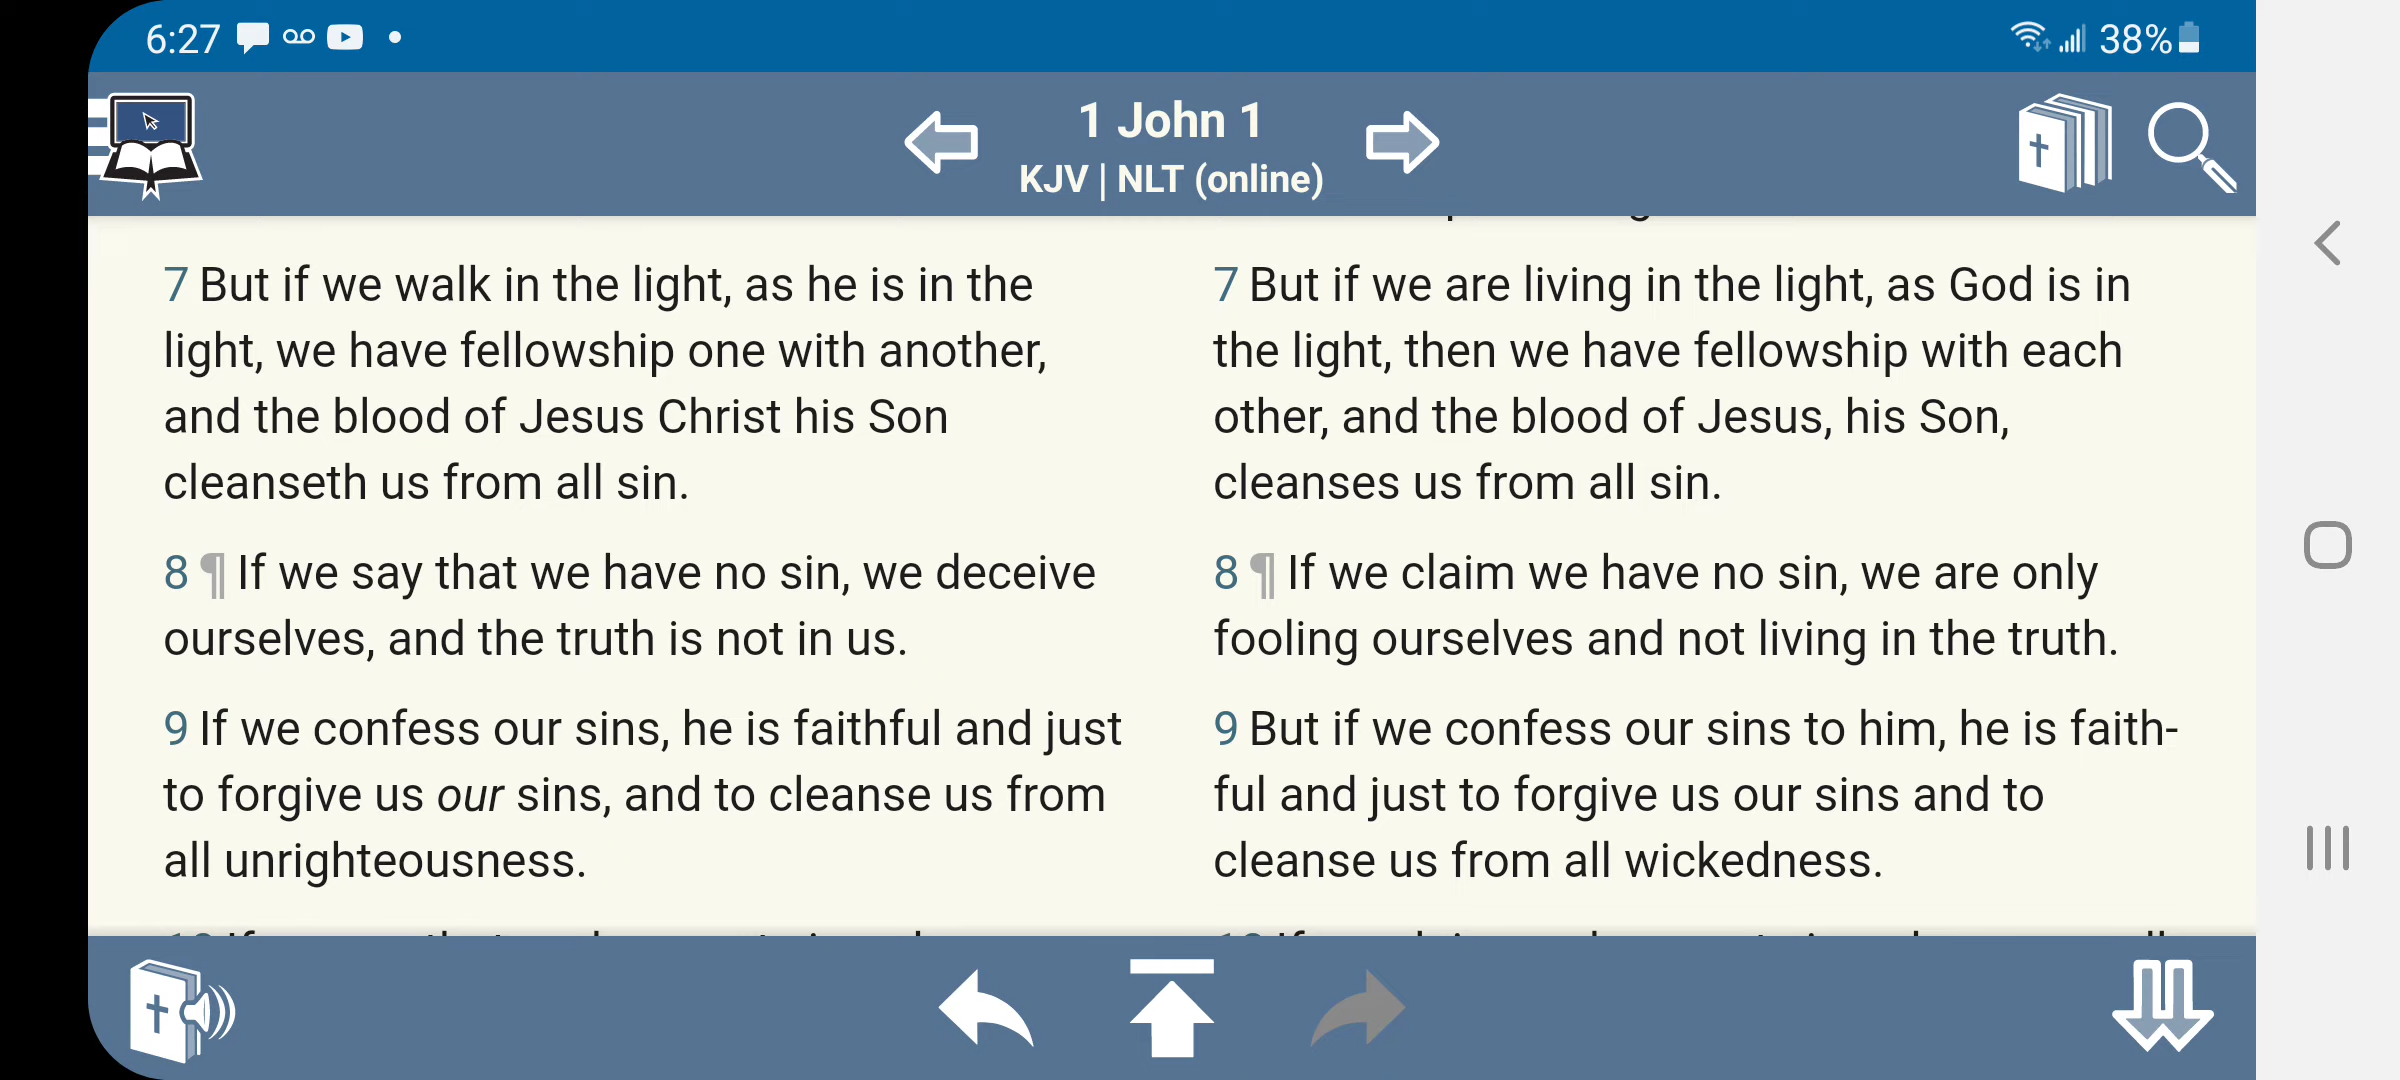 6:27
38%
1 John 1
KJV | NLT (online)
7 But if we walk in the light, as he is in the
light, we have fellowship one with another,
and the blood of Jesus Christ his Son
cleanseth us from all sin.
8 ¶ If we say that we have no sin, we deceive
ourselves, and the truth is not in us.
9 If we confess our sins, he is faithful and just
to forgive us our sins, and to cleanse us from
all unrighteousness.
7 But if we are living in the light, as God is in
the light, then we have fellowship with each
other, and the blood of Jesus, his Son,
cleanses us from all sin.
8 ¶ If we claim we have no sin, we are only
fooling ourselves and not living in the truth.
9 But if we confess our sins to him, he is faith-
ful and just to forgive us our sins and to
cleanse us from all wickedness.